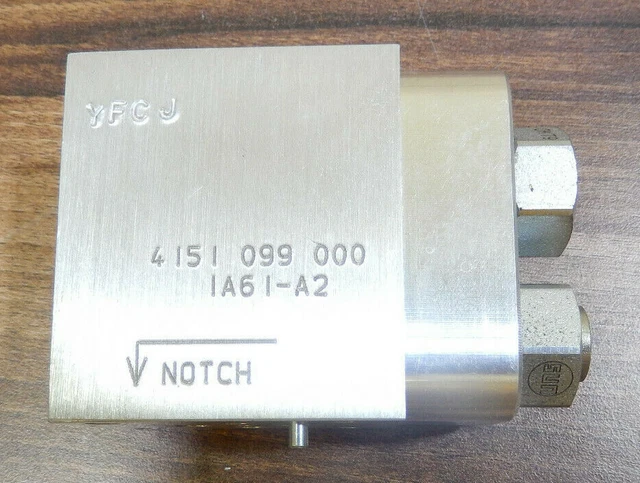 YFCJ
4151 099 000
1A61-A2
NOTCH